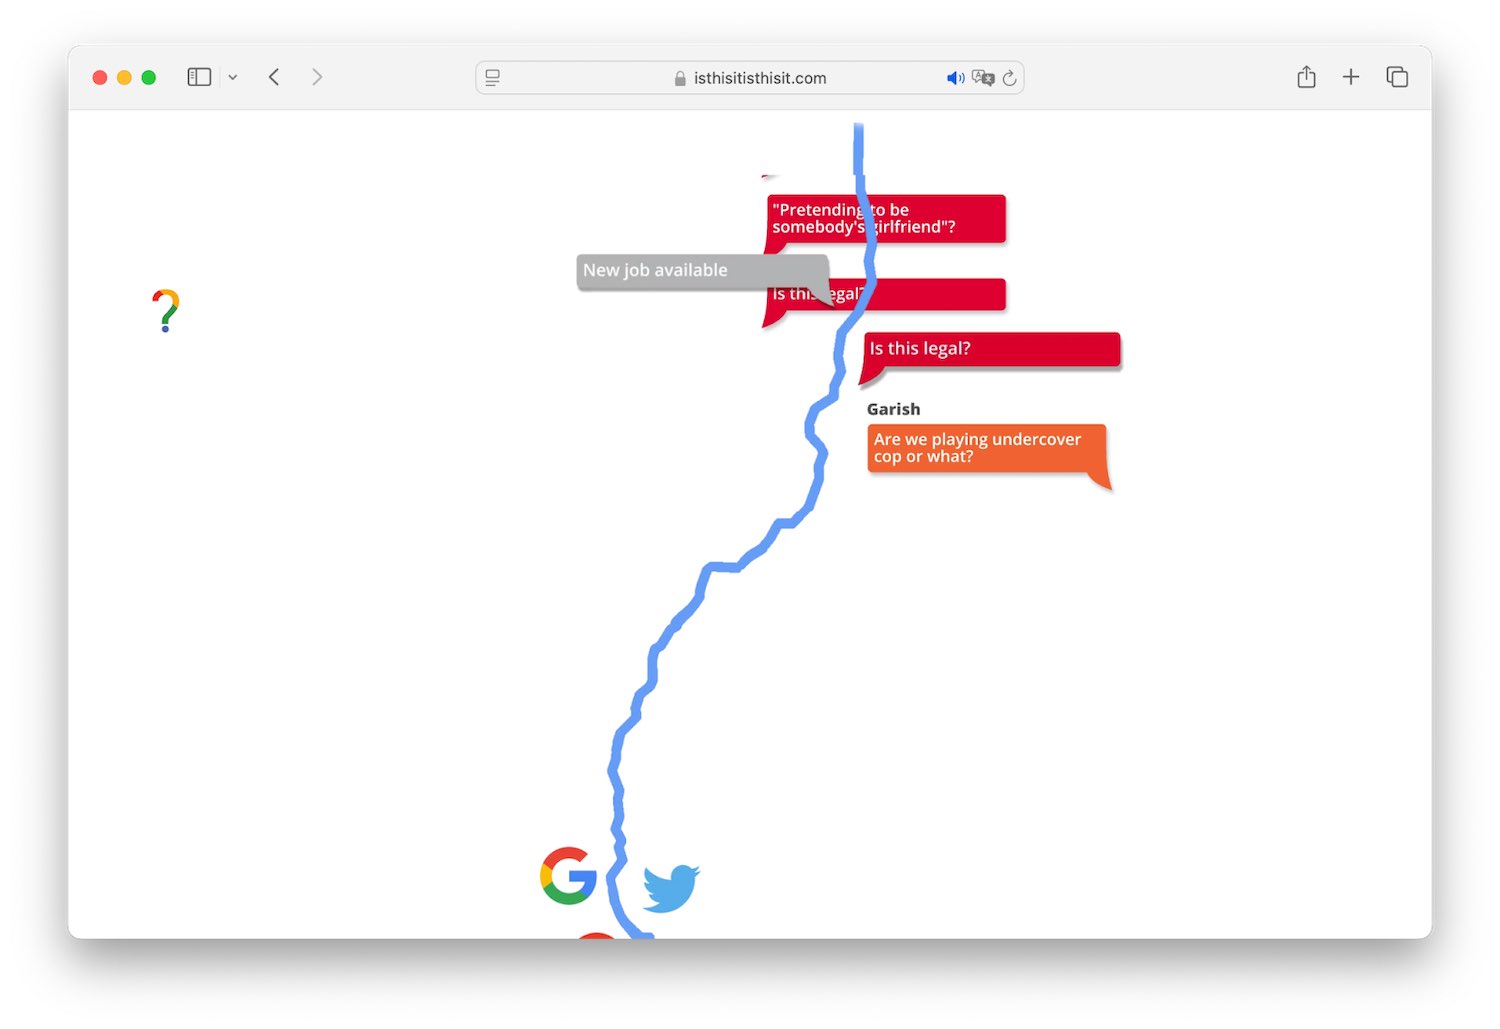 isthisitisthisit.com
"Pretending to be
somebody's girlfriend"?
New job available
Is this legal?
Is this legal?
Garish
Are we playing undercover
cop or what?